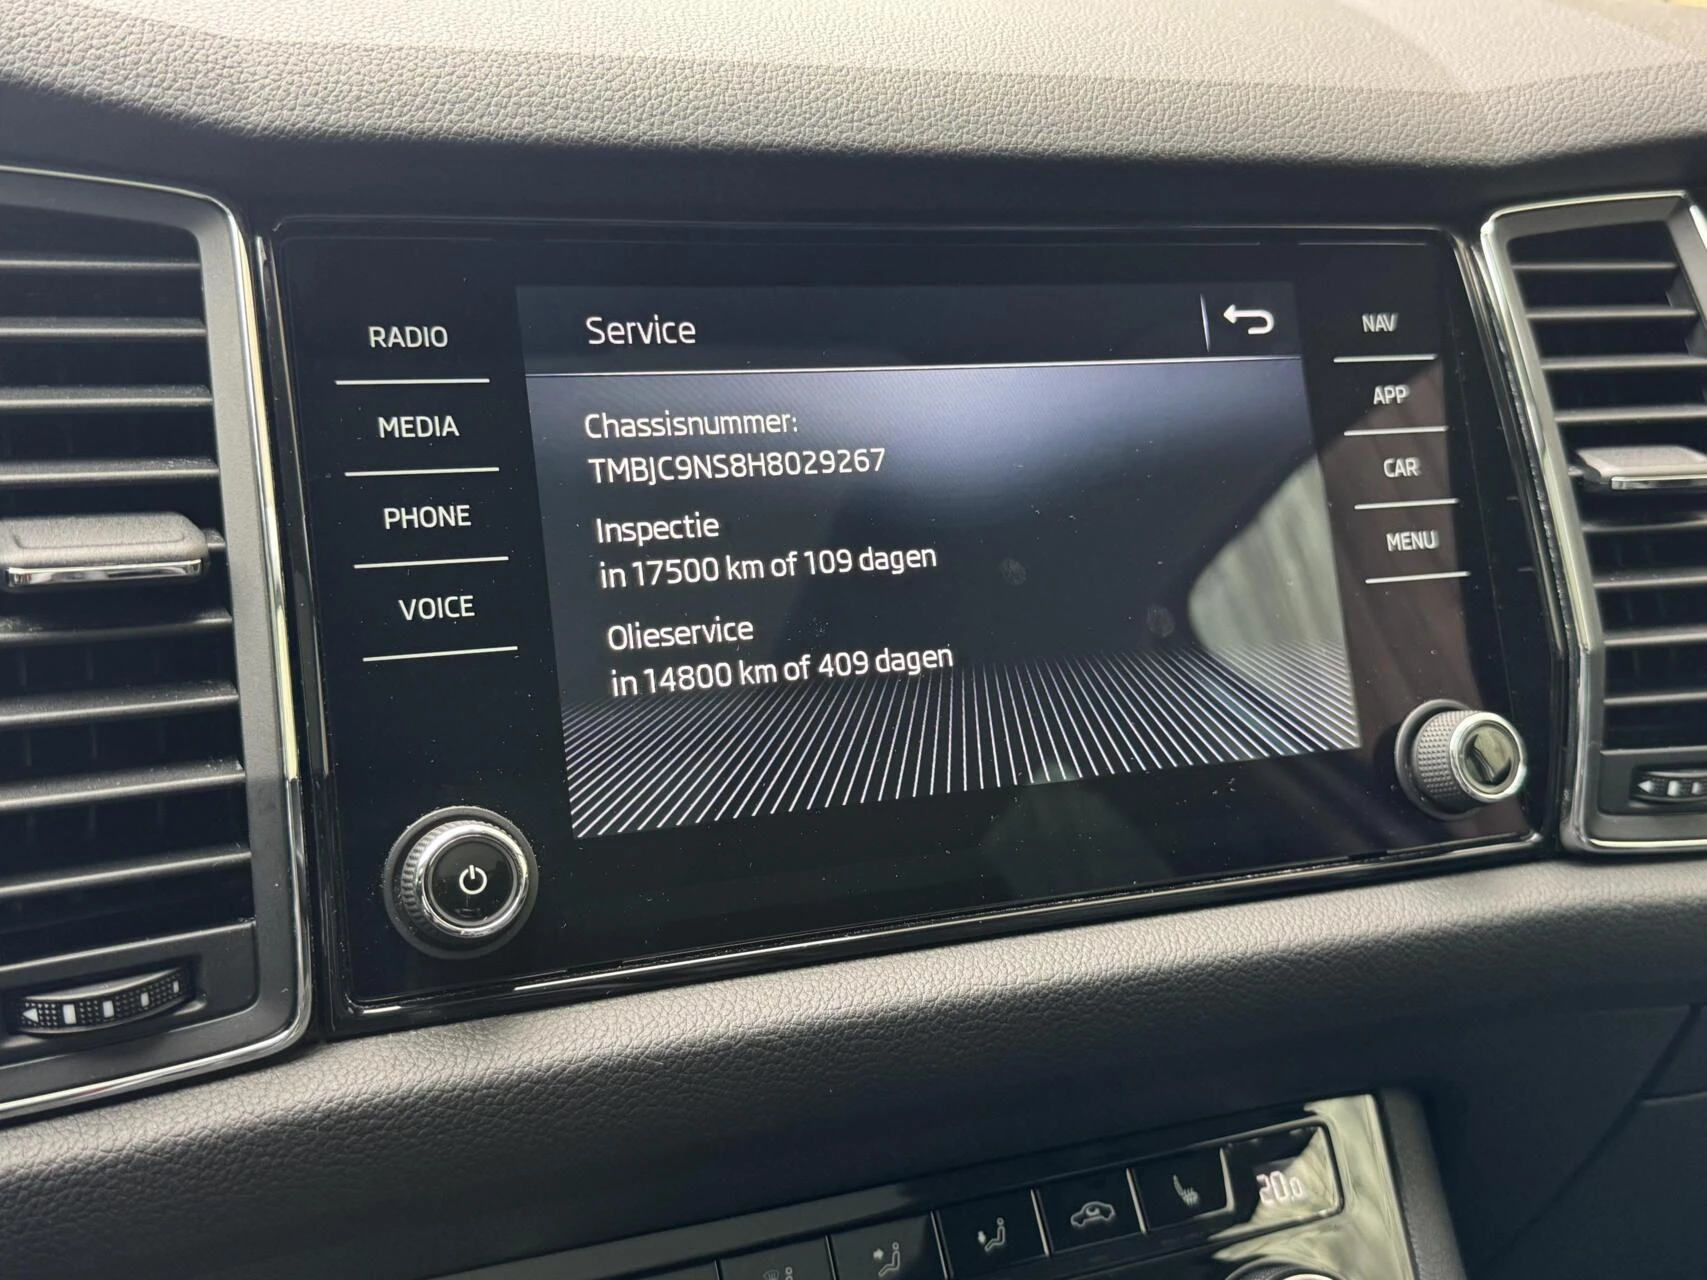 Service
Chassisnummer:
TMBJC9NS8H8029267
Inspectie
in 17500 km of 109 dagen
Olieservice
in 14800 km of 409 dagen
RADIO
MEDIA
PHONE
VOICE
NAV
APP
CAR
MENU
20.0